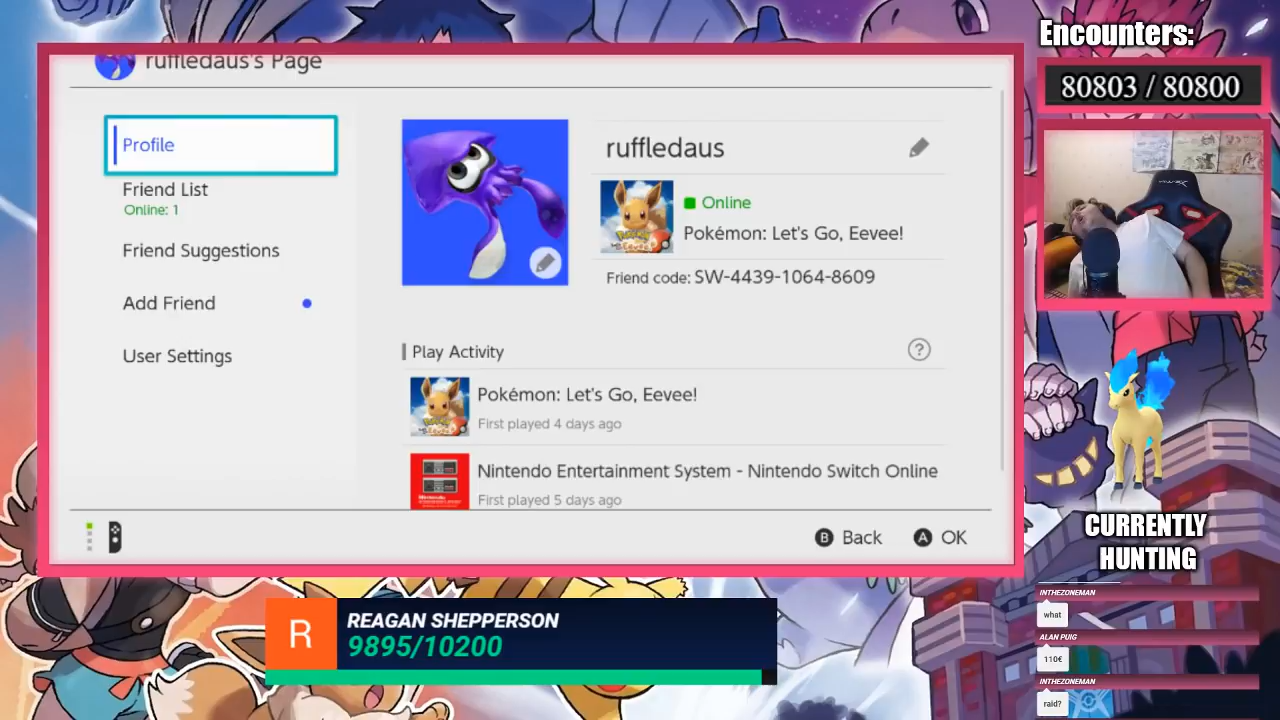 ruffledaus's Page
Profile
Friend List
Online: 1
Friend Suggestions
Add Friend
User Settings
ruffledaus
Online
Pokémon: Let's Go, Eevee!
Friend code: SW-4439-1064-8609
Play Activity
?
Pokémon: Let's Go, Eevee!
First played 4 days ago
Nintendo Entertainment System - Nintendo Switch Online
First played 5 days ago
B Back
A OK
R
REAGAN SHEPPERSON
9895/10200
Encounters:
80803 / 80800
CURRENTLY
HUNTING
INTHEZONEMAN
what
ALAN PUIG
110€
INTHEZONEMAN
raid?